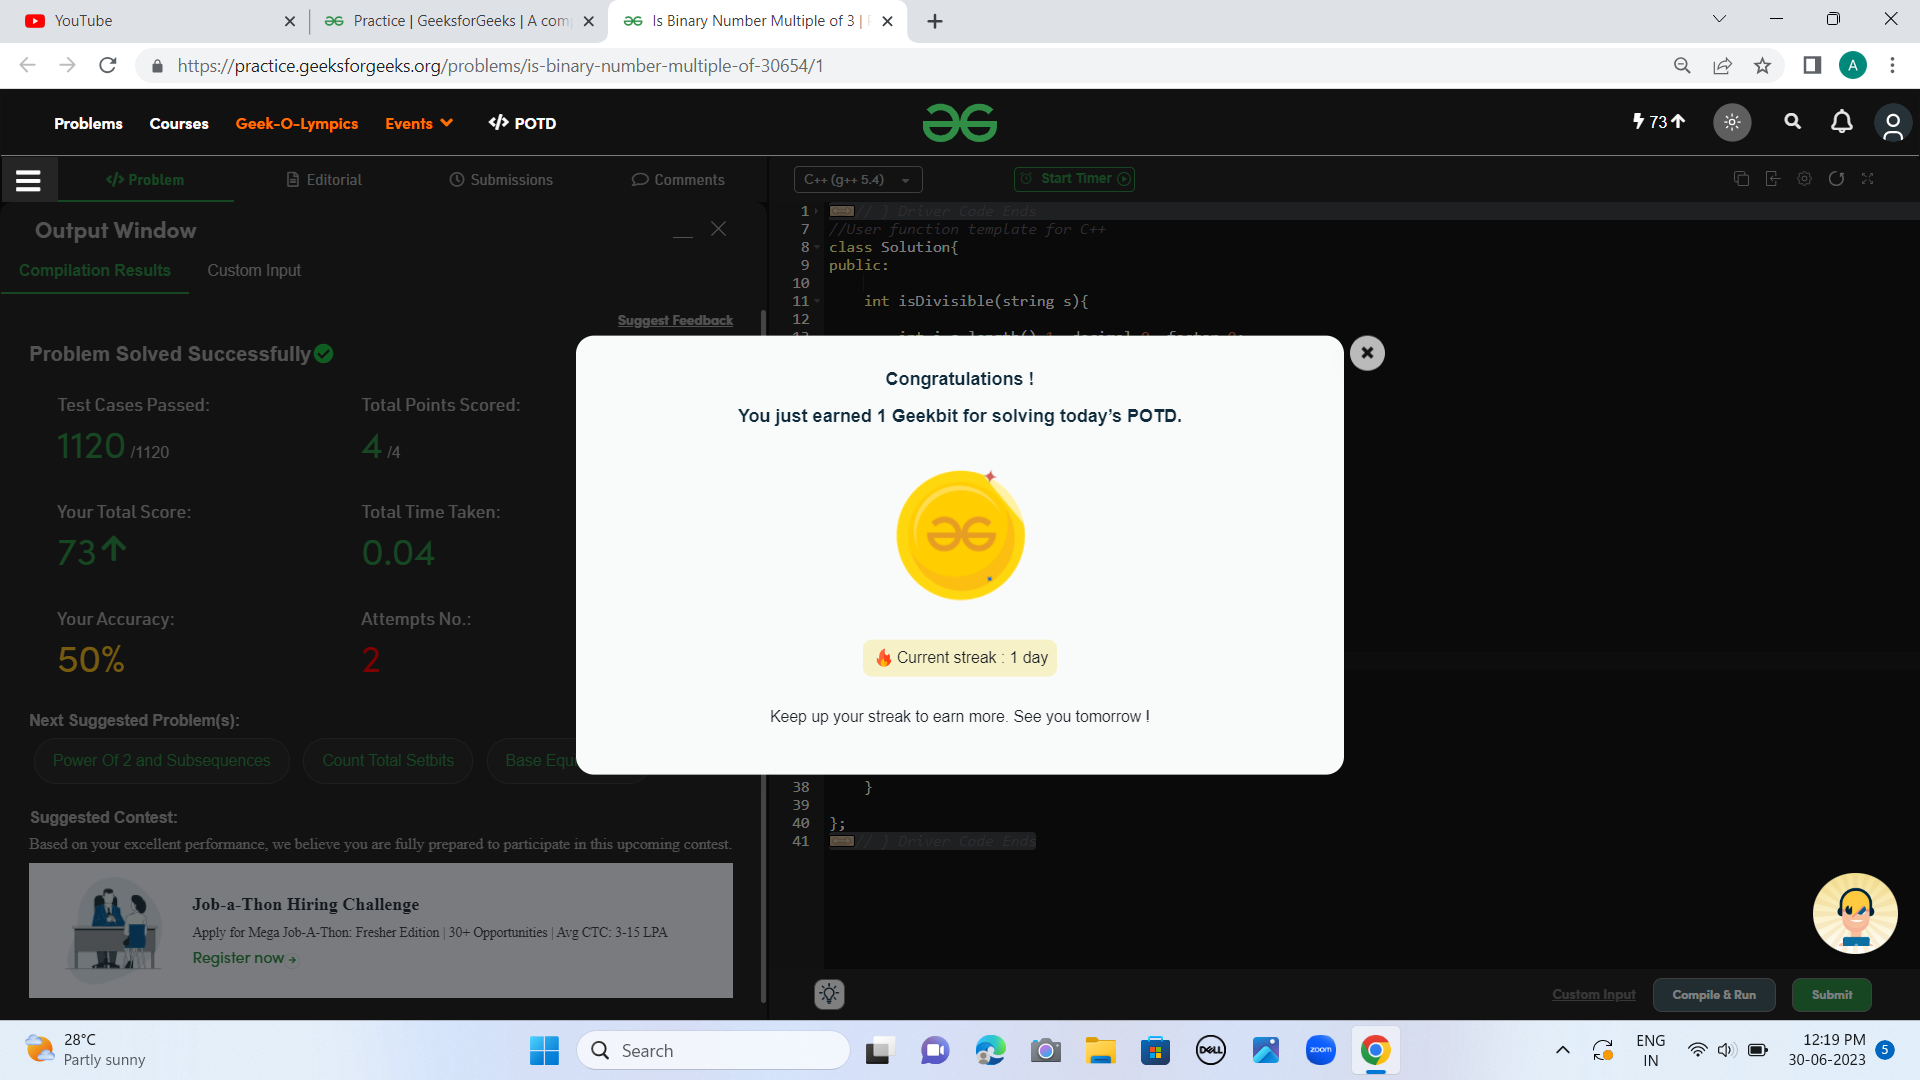 YouTube
Practice | GeeksforGeeks | A com
Is Binary Number Multiple of 3 |
https://practice.geeksforgeeks.org/problems/is-binary-number-multiple-of-30654/1
A
Problems
Courses
Geek-O-Lympics
Events
</> POTD
73
</> Problem
Editorial
Submissions
Comments
C++ (g++ 5.4)
Start Timer
Output Window
Compilation Results
Custom Input
Suggest Feedback
Problem Solved Successfully
Test Cases Passed:
1120 /1120
Total Points Scored:
4 /4
Your Total Score:
73
Total Time Taken:
0.04
Your Accuracy:
50%
Attempts No.:
2
Next Suggested Problem(s):
Power Of 2 and Subsequences
Count Total Setbits
Base Equ
Suggested Contest:
Based on your excellent performance, we believe you are fully prepared to participate in this upcoming contest.
Job-a-Thon Hiring Challenge
Apply for Mega Job-A-Thon: Fresher Edition | 30+ Opportunities | Avg CTC: 3-15 LPA
Register now
1 // } Driver Code Ends
7 //User function template for C++
8 class Solution{
9 public:
10
11 int isDivisible(string s){
12
Congratulations !
You just earned 1 Geekbit for solving today's POTD.
Current streak : 1 day
Keep up your streak to earn more. See you tomorrow !
38 }
39
40 };
41 // } Driver Code Ends
Custom Input
Compile & Run
Submit
28°C
Partly sunny
Search
DELL
zoom
ENG
IN
12:19 PM
30-06-2023
5